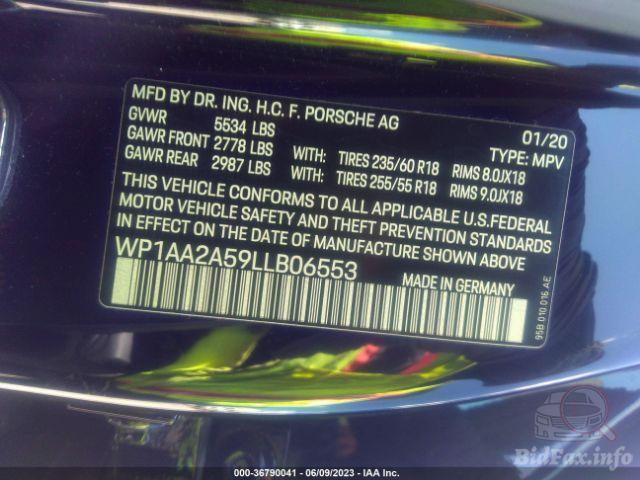 MFD BY DR. ING. H.C. F. PORSCHE AG 01/20
GVWR 5534 LBS TYPE: MPV
GAWR FRONT 2778 LBS WITH: TIRES 235/60 R18 RIMS 8.0JX18
GAWR REAR 2987 LBS WITH: TIRES 255/55 R18 RIMS 9.0JX18
THIS VEHICLE CONFORMS TO ALL APPLICABLE U.S.FEDERAL
MOTOR VEHICLE SAFETY AND THEFT PREVENTION STANDARDS
IN EFFECT ON THE DATE OF MANUFACTURE SHOWN ABOVE
WP1AA2A59LLB06553 MADE IN GERMANY
95B 010 016 AE
BidFax.info
000-36790041 - 06/09/2023 - IAA Inc.